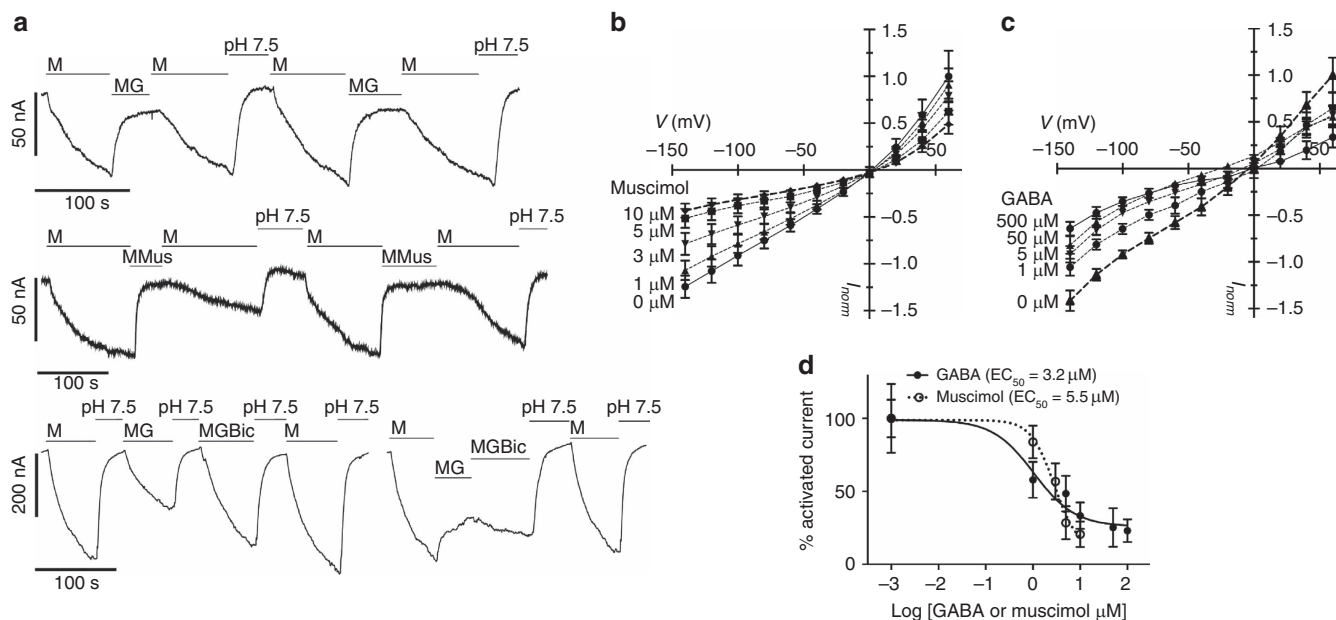 a
pH 7.5 pH 7.5
M M M M
MG MG
50 nA
100 s
pH 7.5 pH 7.5
M M M M
MMus MMus
50 nA
100 s
pH 7.5 pH 7.5 pH 7.5 pH 7.5 pH 7.5 pH 7.5
M MG MGBic M M MGBic M
MG
200 nA
100 s
b
1.5
1.0
0.5
V (mV)
−150 −100 −50 50
Muscimol
10 µM
5 µM
3 µM
1 µM
0 µM
−0.5
−1.0
−1.5
Inorm
c
1.5
1.0
0.5
V (mV)
−150 −100 −50 50
GABA
500 µM
50 µM
5 µM
1 µM
0 µM
−0.5
−1.0
−1.5
Inorm
d
GABA (EC50 = 3.2 µM)
Muscimol (EC50 = 5.5 µM)
% activated current
100
50
0
−3 −2 −1 0 1 2
Log [GABA or muscimol µM]